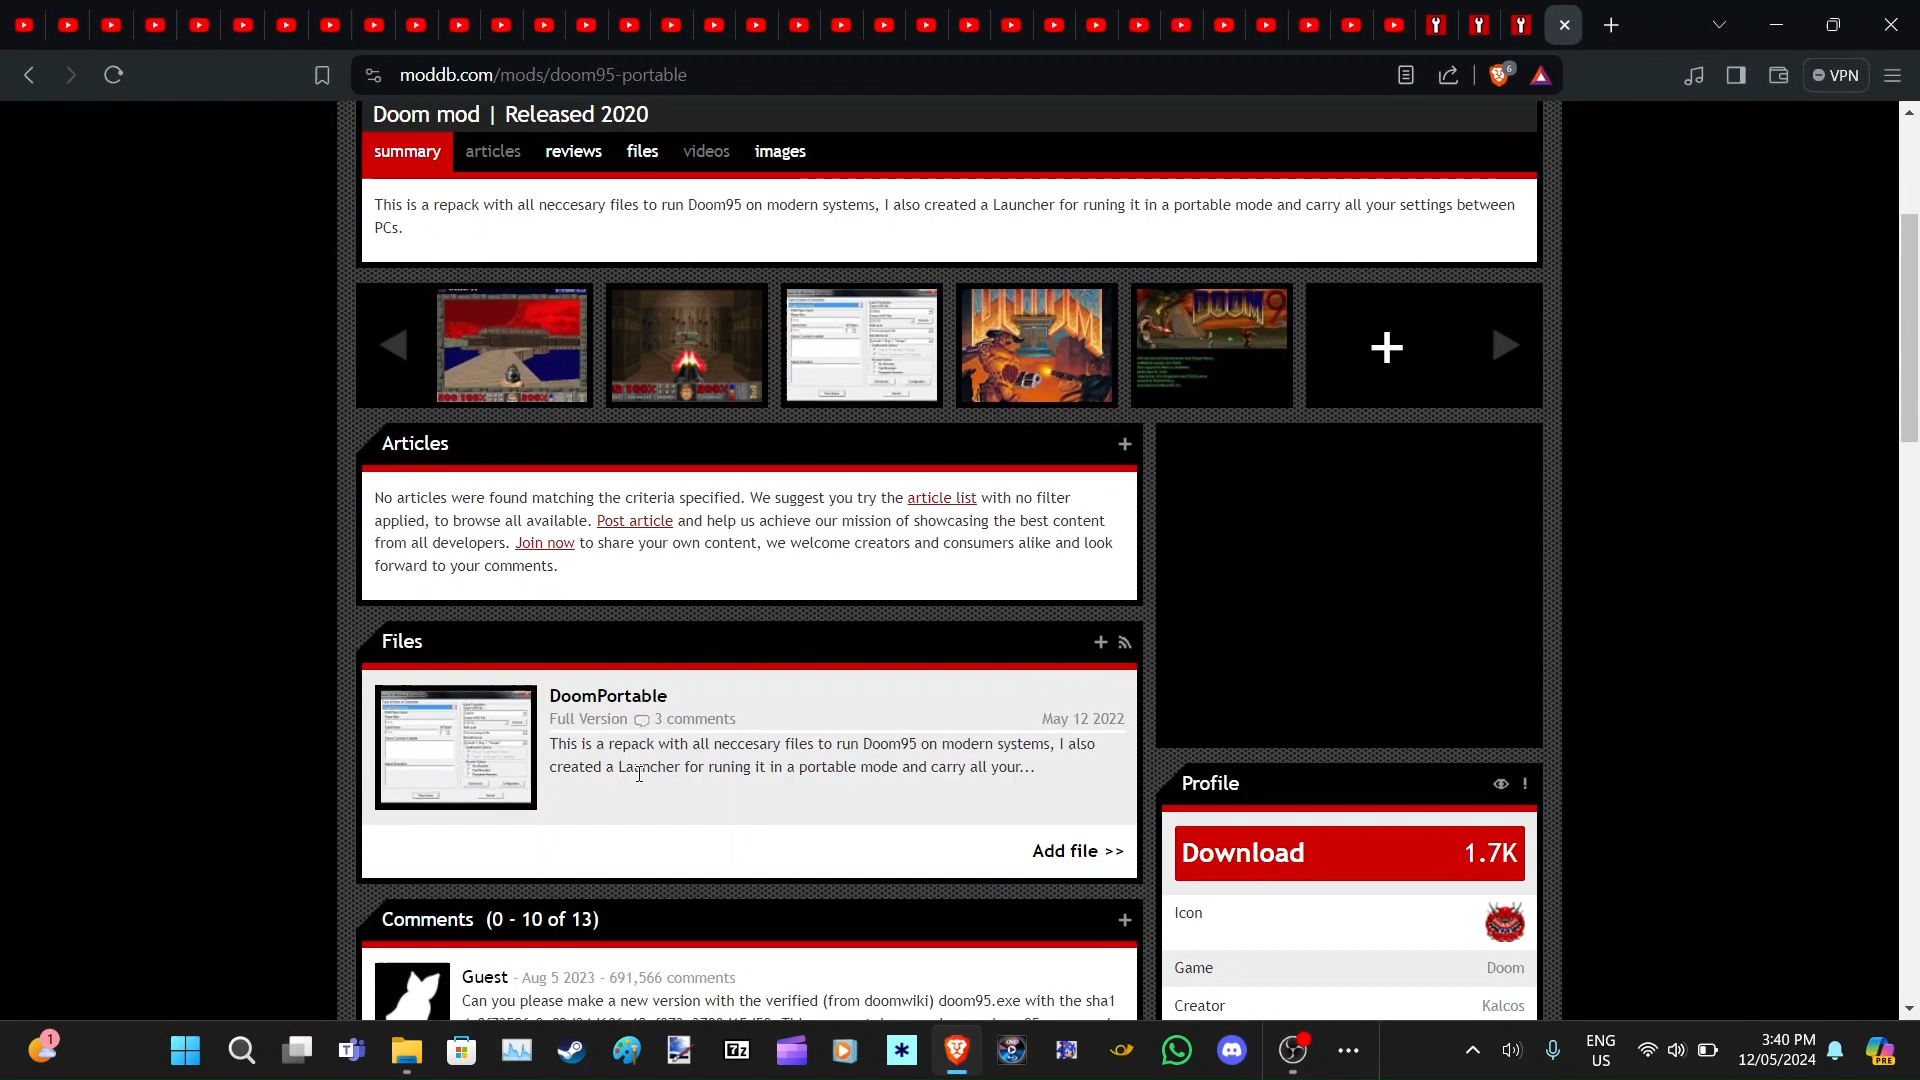 moddb.com/mods/doom95-portable
6
VPN
Doom mod | Released 2020
summary
articles
reviews
files
videos
images
This is a repack with all neccesary files to run Doom95 on modern systems, I also created a Launcher for runing it in a portable mode and carry all your settings between
PCs.
DOOM
Articles
No articles were found matching the criteria specified. We suggest you try the article list with no filter
applied, to browse all available. Post article and help us achieve our mission of showcasing the best content
from all developers. Join now to share your own content, we welcome creators and consumers alike and look
forward to your comments.
Files
DoomPortable
Full Version 3 comments
May 12 2022
This is a repack with all neccesary files to run Doom95 on modern systems, I also
created a Launcher for runing it in a portable mode and carry all your...
Add file >>
Profile
Download 1.7K
Icon
Game Doom
Creator Kalcos
Comments (0 - 10 of 13)
Guest - Aug 5 2023 - 691,566 comments
Can you please make a new version with the verified (from doomwiki) doom95.exe with the sha1
1
7z
ENG
US
3:40 PM
12/05/2024
PRE